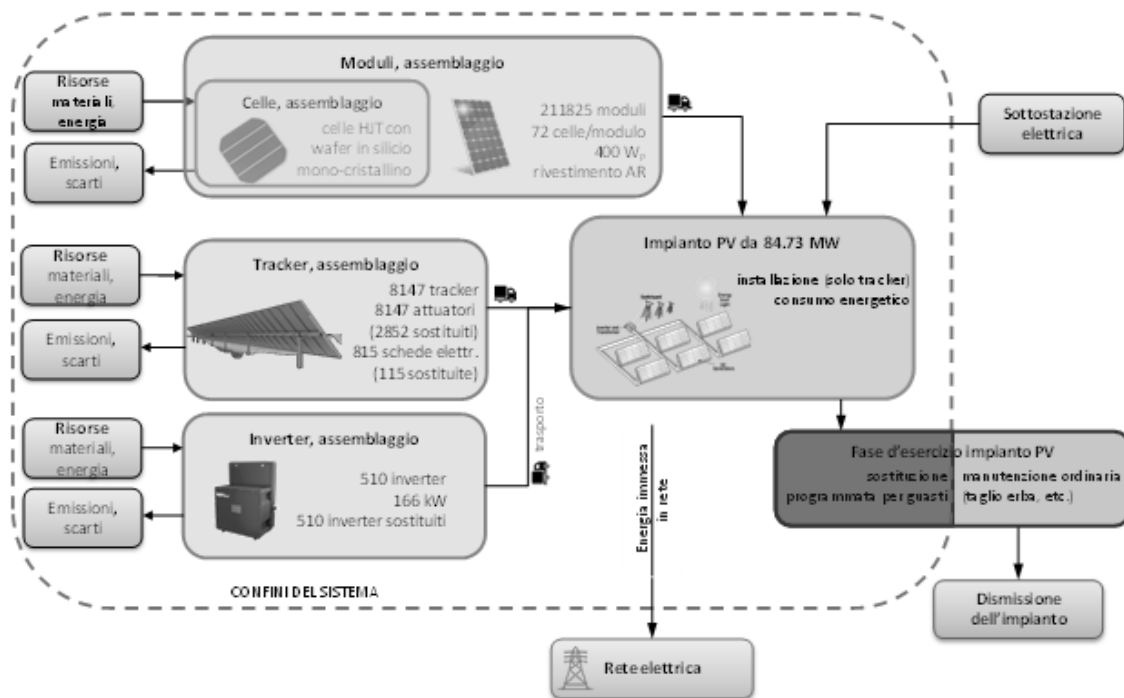 Moduli, assemblaggio
Risorse
materiali,
energia
Celle, assemblaggio
celle HJT con
wafer in silicio
mono-cristallino
211825 moduli
72 celle/modulo
400 Wₚ
rivestimento AR
Emissioni,
scarti
Sottostazione
elettrica
Impianto PV da 84.73 MW
installazione (solo tracker)
consumo energetico
Risorse
materiali,
energia
Tracker, assemblaggio
8147 tracker
8147 attuatori
(2852 sostituiti)
815 schede elettr.
(115 sostituite)
Emissioni,
scarti
trasporto
Risorse
materiali,
energia
Inverter, assemblaggio
510 inverter
166 kW
510 inverter sostituiti
Emissioni,
scarti
Energia immessa
in rete
Fase d'esercizio impianto PV
sostituzione
programmata per guasti
manutenzione ordinaria
(taglio erba, etc.)
CONFINI DEL SISTEMA
Dismissione
dell'impianto
Rete elettrica